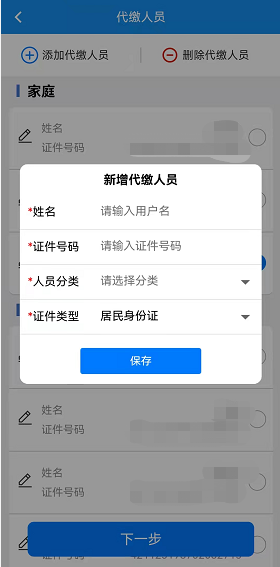 代缴人员
添加代缴人员 删除代缴人员
家庭
姓名
证件号码
新增代缴人员
*姓名 请输入用户名
*证件号码 请输入证件号码
*人员分类 请选择分类
*证件类型 居民身份证
保存
姓名
证件号码
姓名
证件号码
下一步